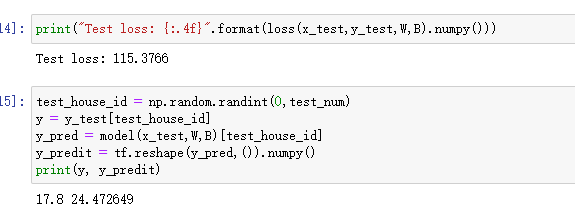 14]: print("Test loss: {:.4f}".format(loss(x_test,y_test,W,B).numpy()))
Test loss: 115.3766
15]: test_house_id = np.random.randint(0,test_num)
y = y_test[test_house_id]
y_pred = model(x_test,W,B)[test_house_id]
y_predit = tf.reshape(y_pred,()).numpy()
print(y, y_predit)
17.8 24.472649